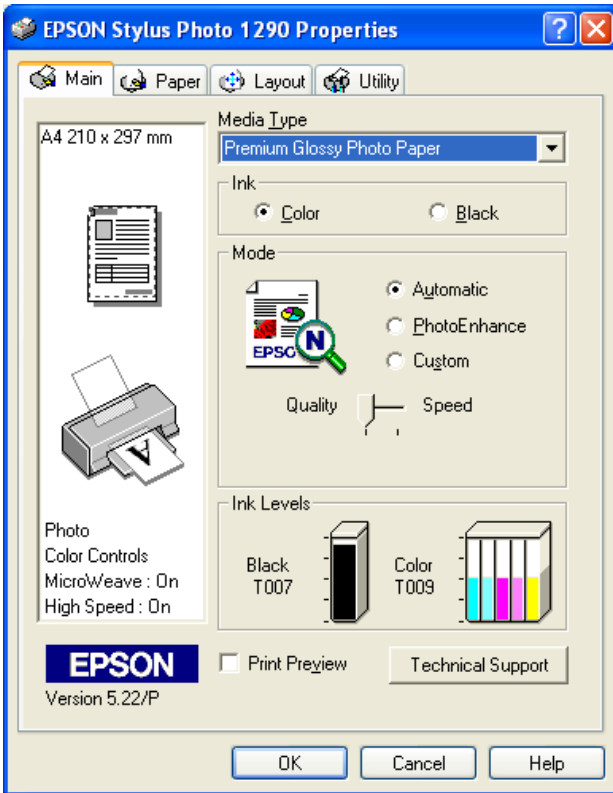 EPSON Stylus Photo 1290 Properties
Main
Paper
Layout
Utility
A4 210 x 297 mm
Media Type
Premium Glossy Photo Paper
Ink
Color
Black
Mode
EPSO
N
Automatic
PhotoEnhance
Custom
Quality
Speed
A
Photo
Color Controls
MicroWeave : On
High Speed : On
Ink Levels
Black
T007
Color
T009
EPSON
Version 5.22/P
Print Preview
Technical Support
OK
Cancel
Help